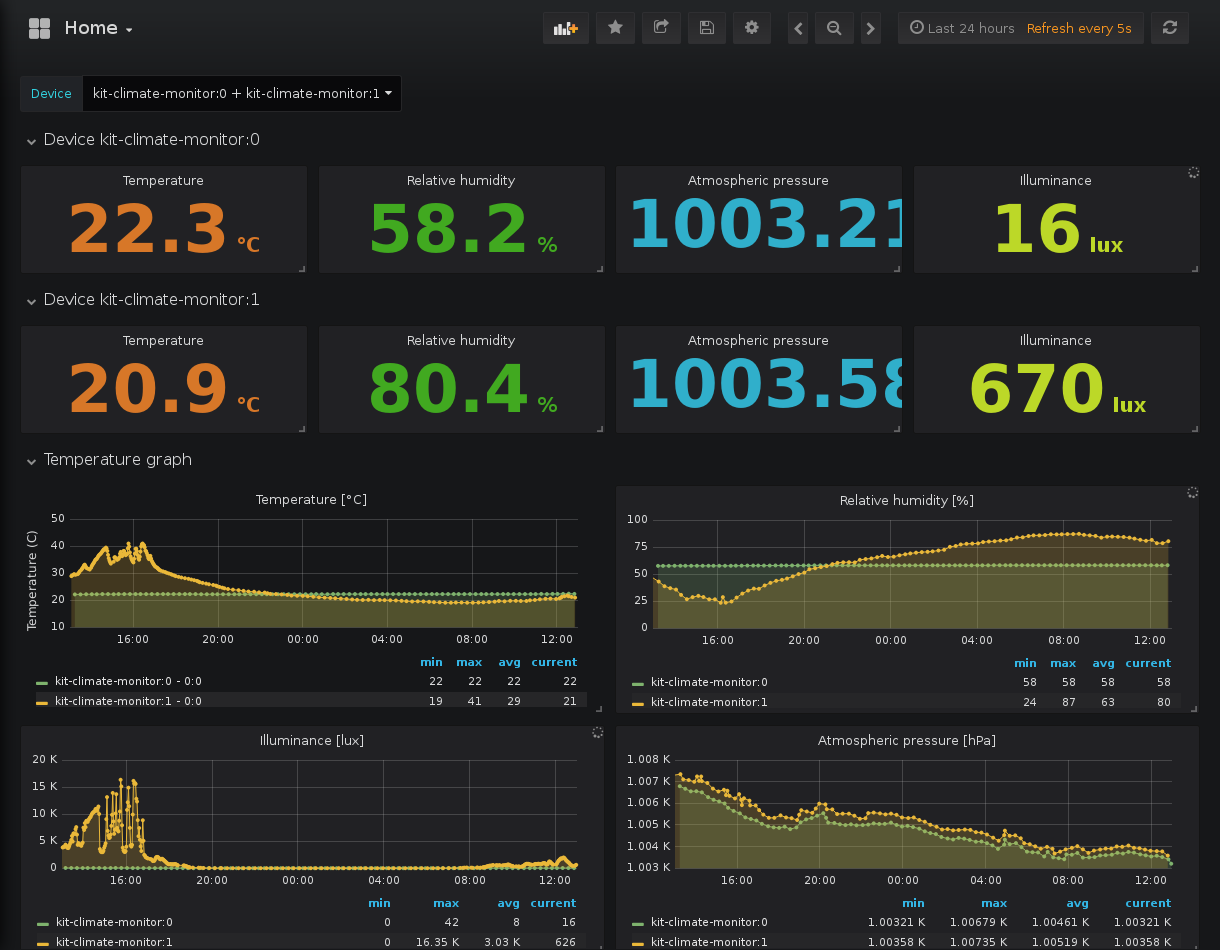 Home
Last 24 hours Refresh every 5s
Device kit-climate-monitor:0 + kit-climate-monitor:1
Device kit-climate-monitor:0
Temperature Relative humidity Atmospheric pressure Illuminance
22.3 °C 58.2 % 1003.21 16 lux
Device kit-climate-monitor:1
Temperature Relative humidity Atmospheric pressure Illuminance
20.9 °C 80.4 % 1003.58 670 lux
Temperature graph
Temperature [°C]
Temperature (C)
50
40
30
20
10
16:00 20:00 00:00 04:00 08:00 12:00
min max avg current
kit-climate-monitor:0 - 0:0 22 22 22 22
kit-climate-monitor:1 - 0:0 19 41 29 21
Relative humidity [%]
100
75
50
25
0
16:00 20:00 00:00 04:00 08:00 12:00
min max avg current
kit-climate-monitor:0 58 58 58 58
kit-climate-monitor:1 24 87 63 80
Illuminance [lux]
20 K
15 K
10 K
5 K
0
16:00 20:00 00:00 04:00 08:00 12:00
min max avg current
kit-climate-monitor:0 0 42 8 16
kit-climate-monitor:1 0 16.35 K 3.03 K 626
Atmospheric pressure [hPa]
1.008 K
1.007 K
1.006 K
1.005 K
1.004 K
1.003 K
16:00 20:00 00:00 04:00 08:00 12:00
min max avg current
kit-climate-monitor:0 1.00321 K 1.00679 K 1.00461 K 1.00321 K
kit-climate-monitor:1 1.00358 K 1.00735 K 1.00519 K 1.00358 K